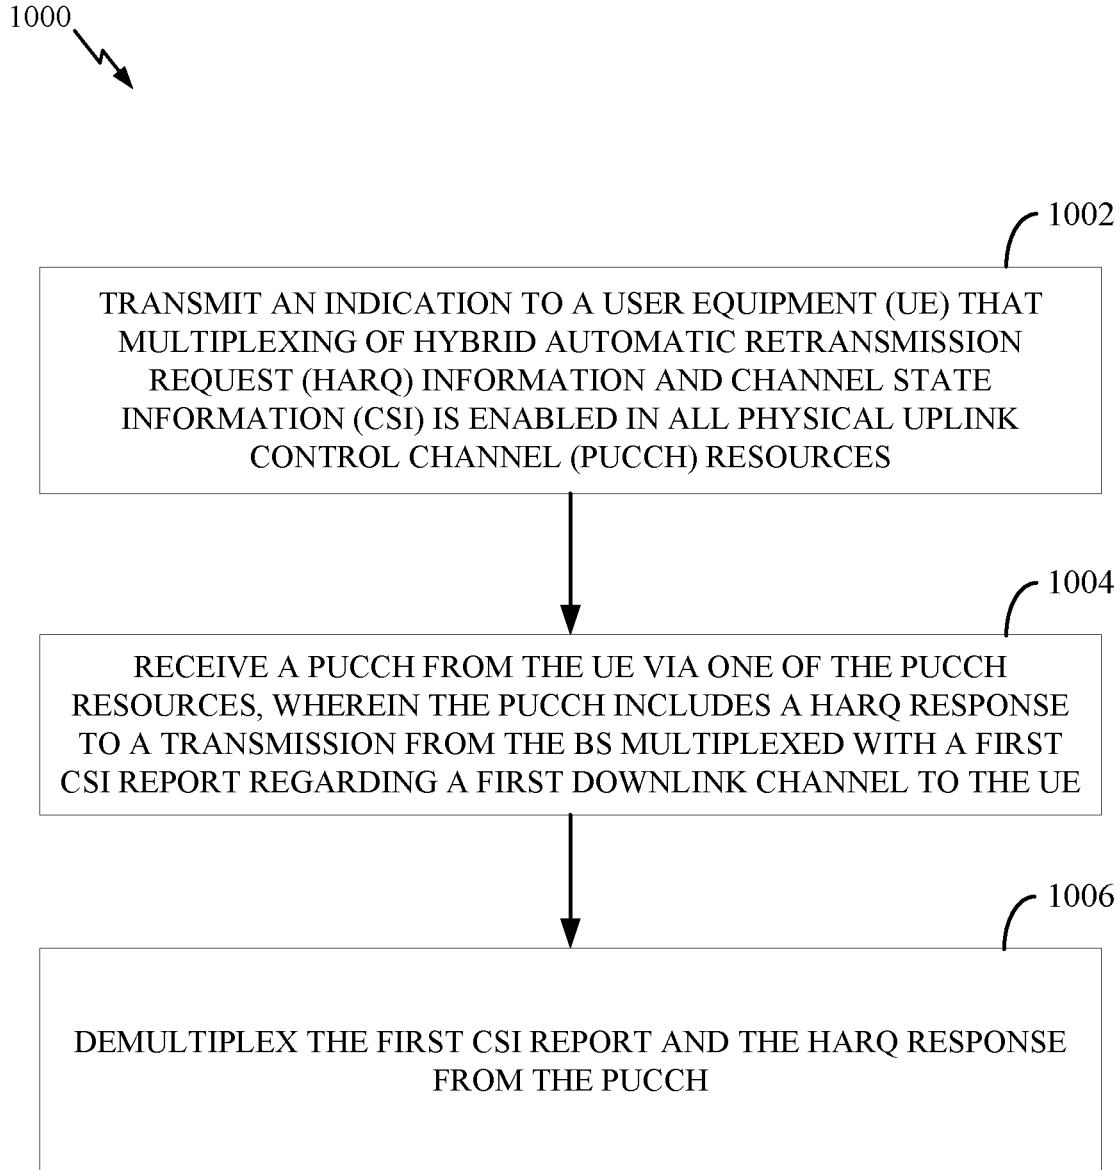 1000
1002
TRANSMIT AN INDICATION TO A USER EQUIPMENT (UE) THAT
MULTIPLEXING OF HYBRID AUTOMATIC RETRANSMISSION
REQUEST (HARQ) INFORMATION AND CHANNEL STATE
INFORMATION (CSI) IS ENABLED IN ALL PHYSICAL UPLINK
CONTROL CHANNEL (PUCCH) RESOURCES
1004
RECEIVE A PUCCH FROM THE UE VIA ONE OF THE PUCCH
RESOURCES, WHEREIN THE PUCCH INCLUDES A HARQ RESPONSE
TO A TRANSMISSION FROM THE BS MULTIPLEXED WITH A FIRST
CSI REPORT REGARDING A FIRST DOWNLINK CHANNEL TO THE UE
1006
DEMULTIPLEX THE FIRST CSI REPORT AND THE HARQ RESPONSE
FROM THE PUCCH